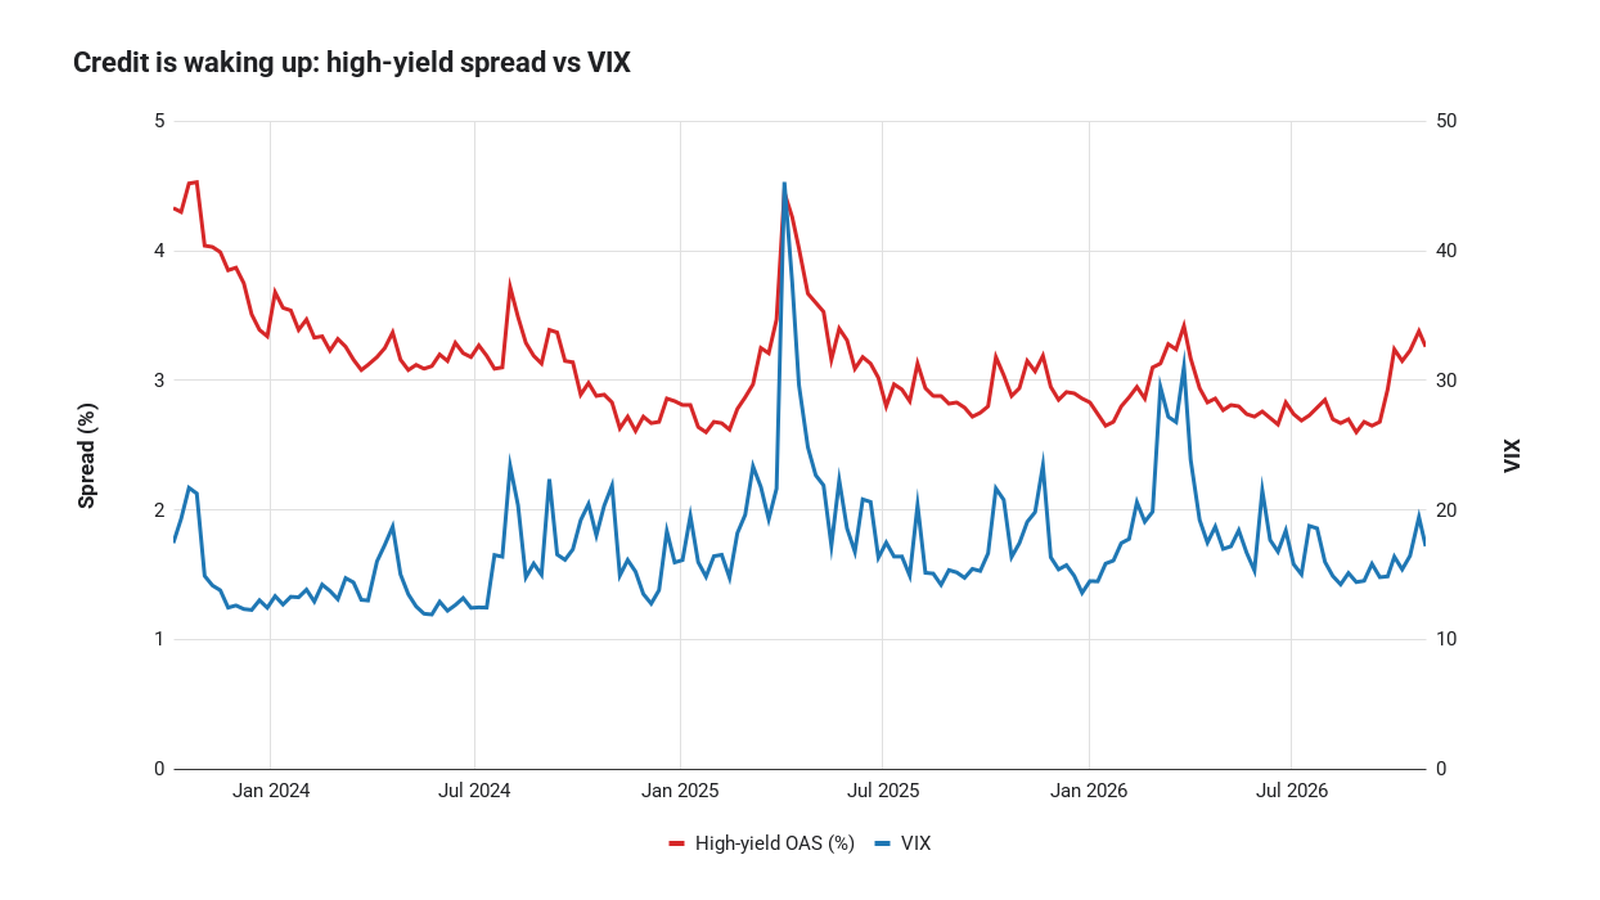 Credit is waking up: high-yield spread vs VIX
5
4
3
2
1
0
50
40
30
20
10
0
Spread (%)
VIX
Jan 2024
Jul 2024
Jan 2025
Jul 2025
Jan 2026
Jul 2026
High-yield OAS (%)
VIX